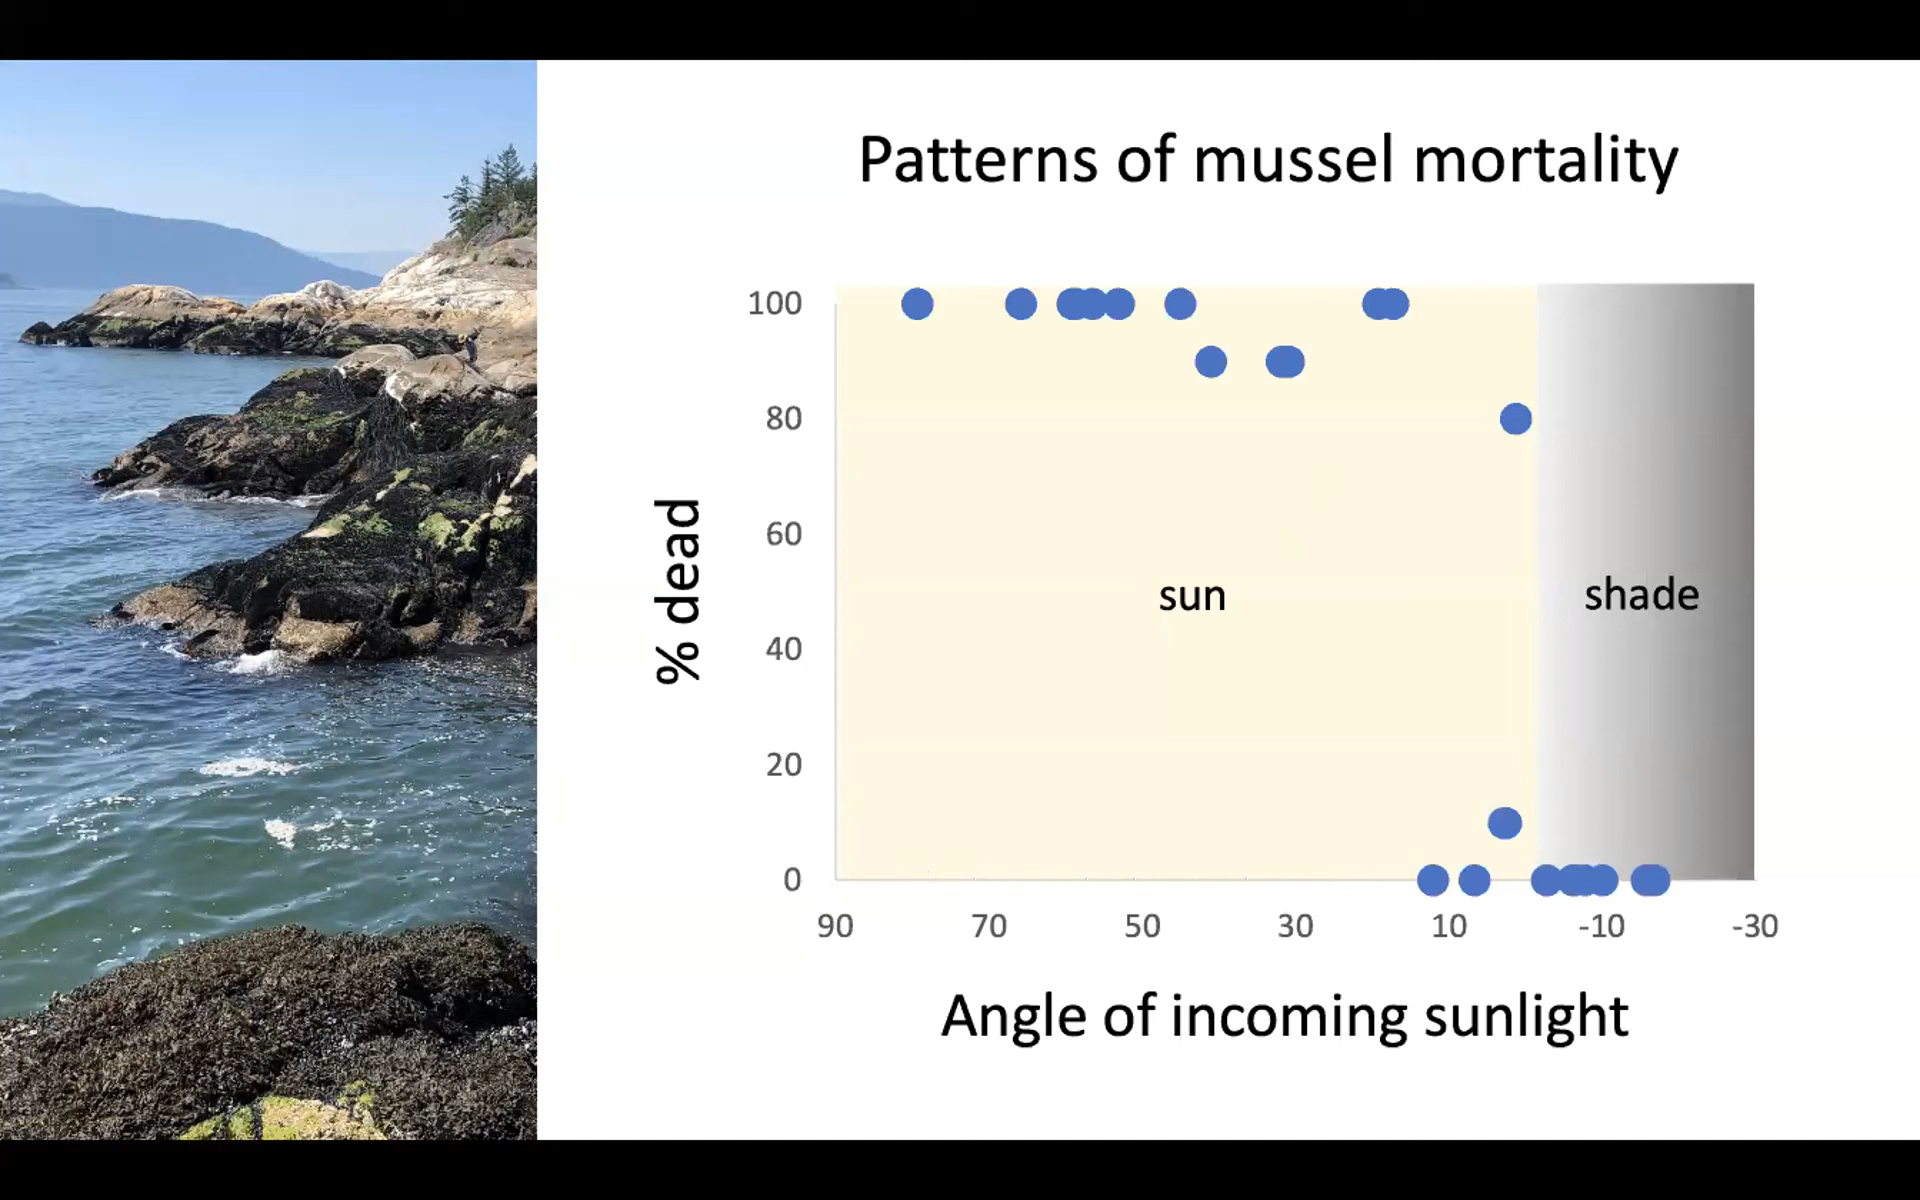 Patterns of mussel mortality
100
80
60
40
20
0
% dead
sun
shade
90 70 50 30 10 -10 -30
Angle of incoming sunlight